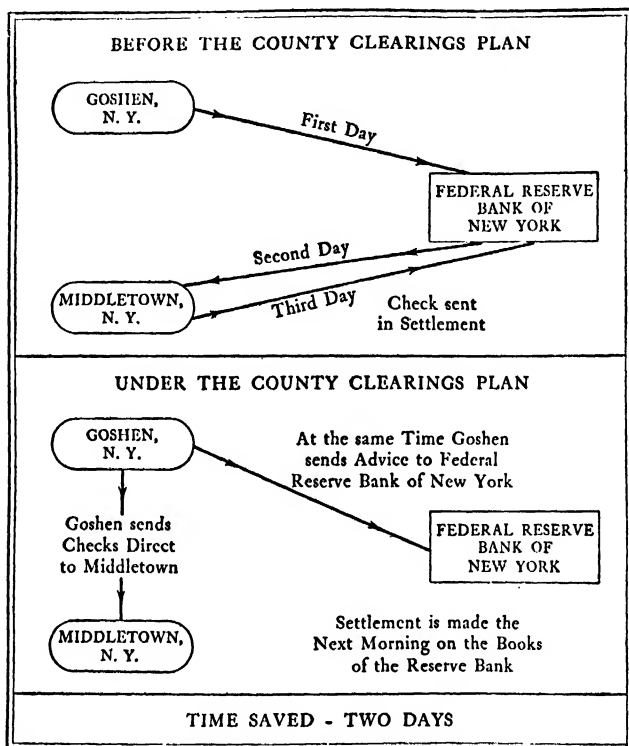 BEFORE THE COUNTY CLEARINGS PLAN
GOSHEN,
N. Y.
First Day
FEDERAL RESERVE
BANK OF
NEW YORK
Second Day
MIDDLETOWN,
N. Y.
Third Day
Check sent
in Settlement
UNDER THE COUNTY CLEARINGS PLAN
GOSHEN,
N. Y.
At the same Time Goshen
sends Advice to Federal
Reserve Bank of New York
Goshen sends
Checks Direct
to Middletown
FEDERAL RESERVE
BANK OF
NEW YORK
MIDDLETOWN,
N. Y.
Settlement is made the
Next Morning on the Books
of the Reserve Bank
TIME SAVED - TWO DAYS